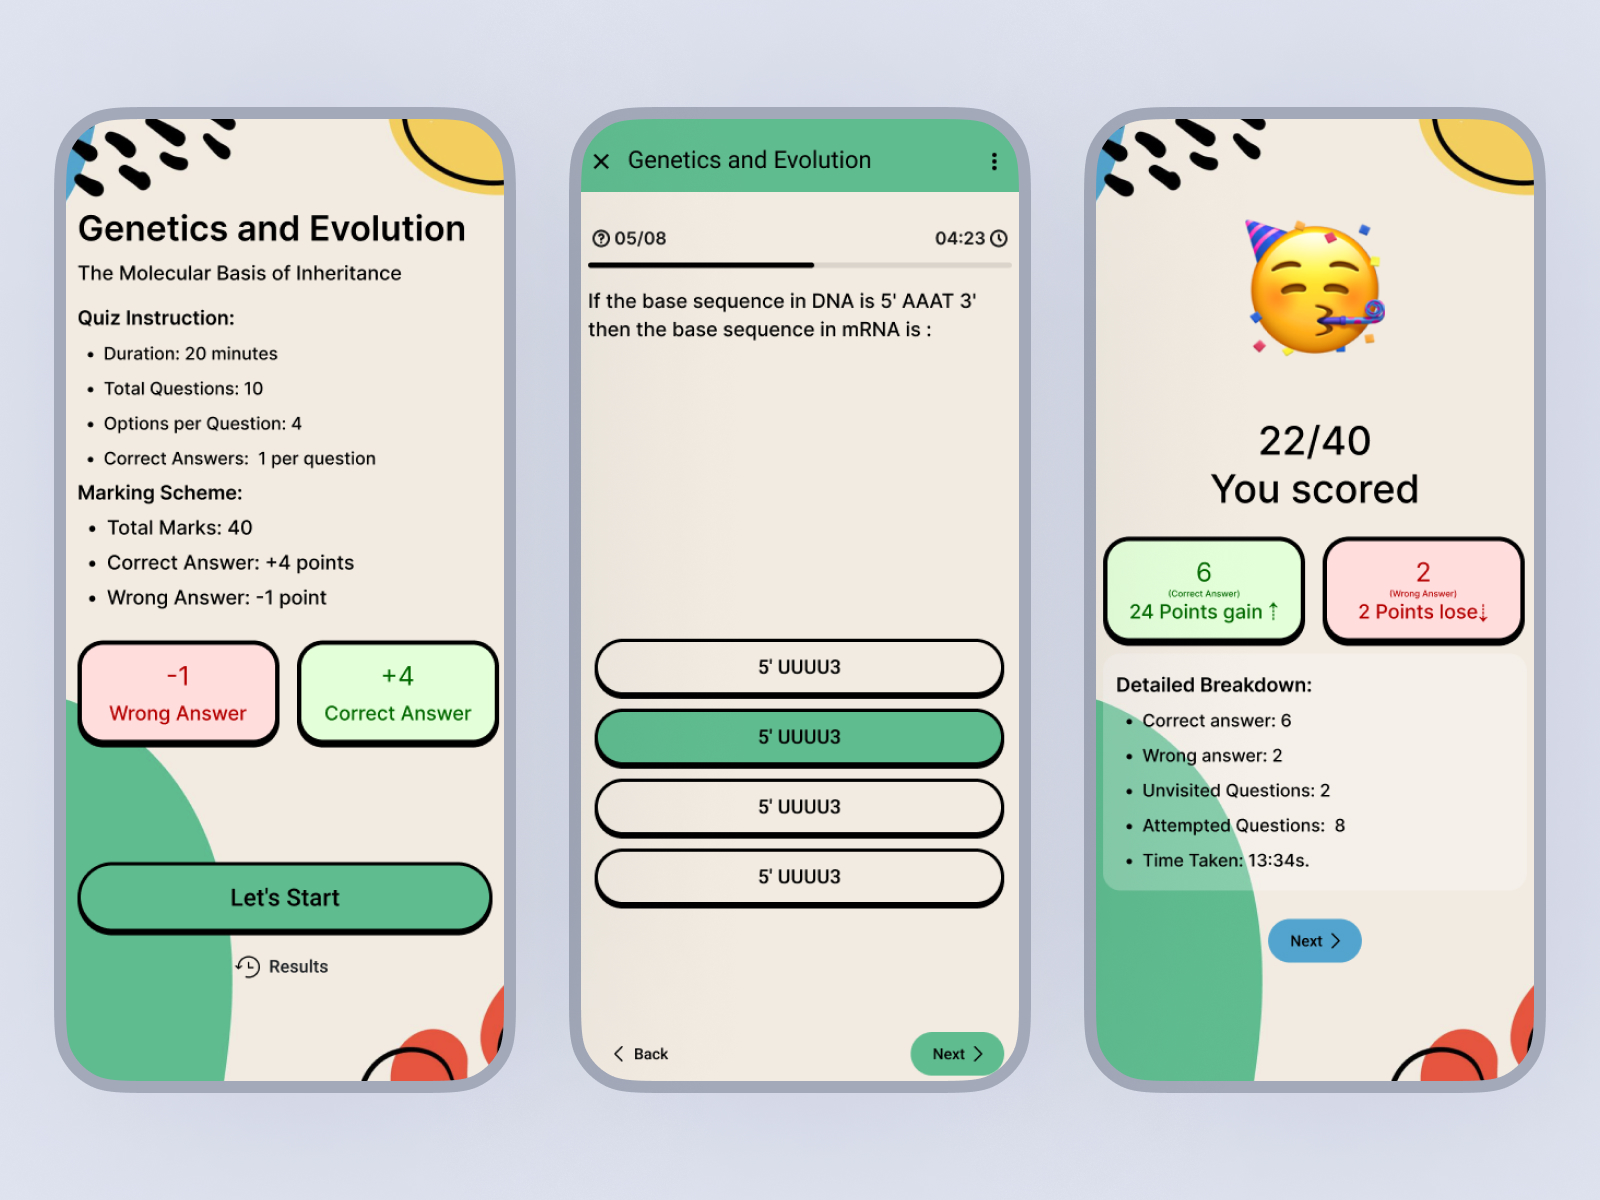 Genetics and Evolution
The Molecular Basis of Inheritance
Quiz Instruction:
• Duration: 20 minutes
• Total Questions: 10
• Options per Question: 4
• Correct Answers: 1 per question
Marking Scheme:
• Total Marks: 40
• Correct Answer: +4 points
• Wrong Answer: -1 point
-1
Wrong Answer
+4
Correct Answer
Let's Start
Results
Genetics and Evolution
05/08
04:23
If the base sequence in DNA is 5' AAAT 3'
then the base sequence in mRNA is :
5' UUUU3
5' UUUU3
5' UUUU3
5' UUUU3
Back
Next
22/40
You scored
6
(Correct Answer)
24 Points gain ↑
2
(Wrong Answer)
2 Points lose↓
Detailed Breakdown:
• Correct answer: 6
• Wrong answer: 2
• Unvisited Questions: 2
• Attempted Questions: 8
• Time Taken: 13:34s.
Next